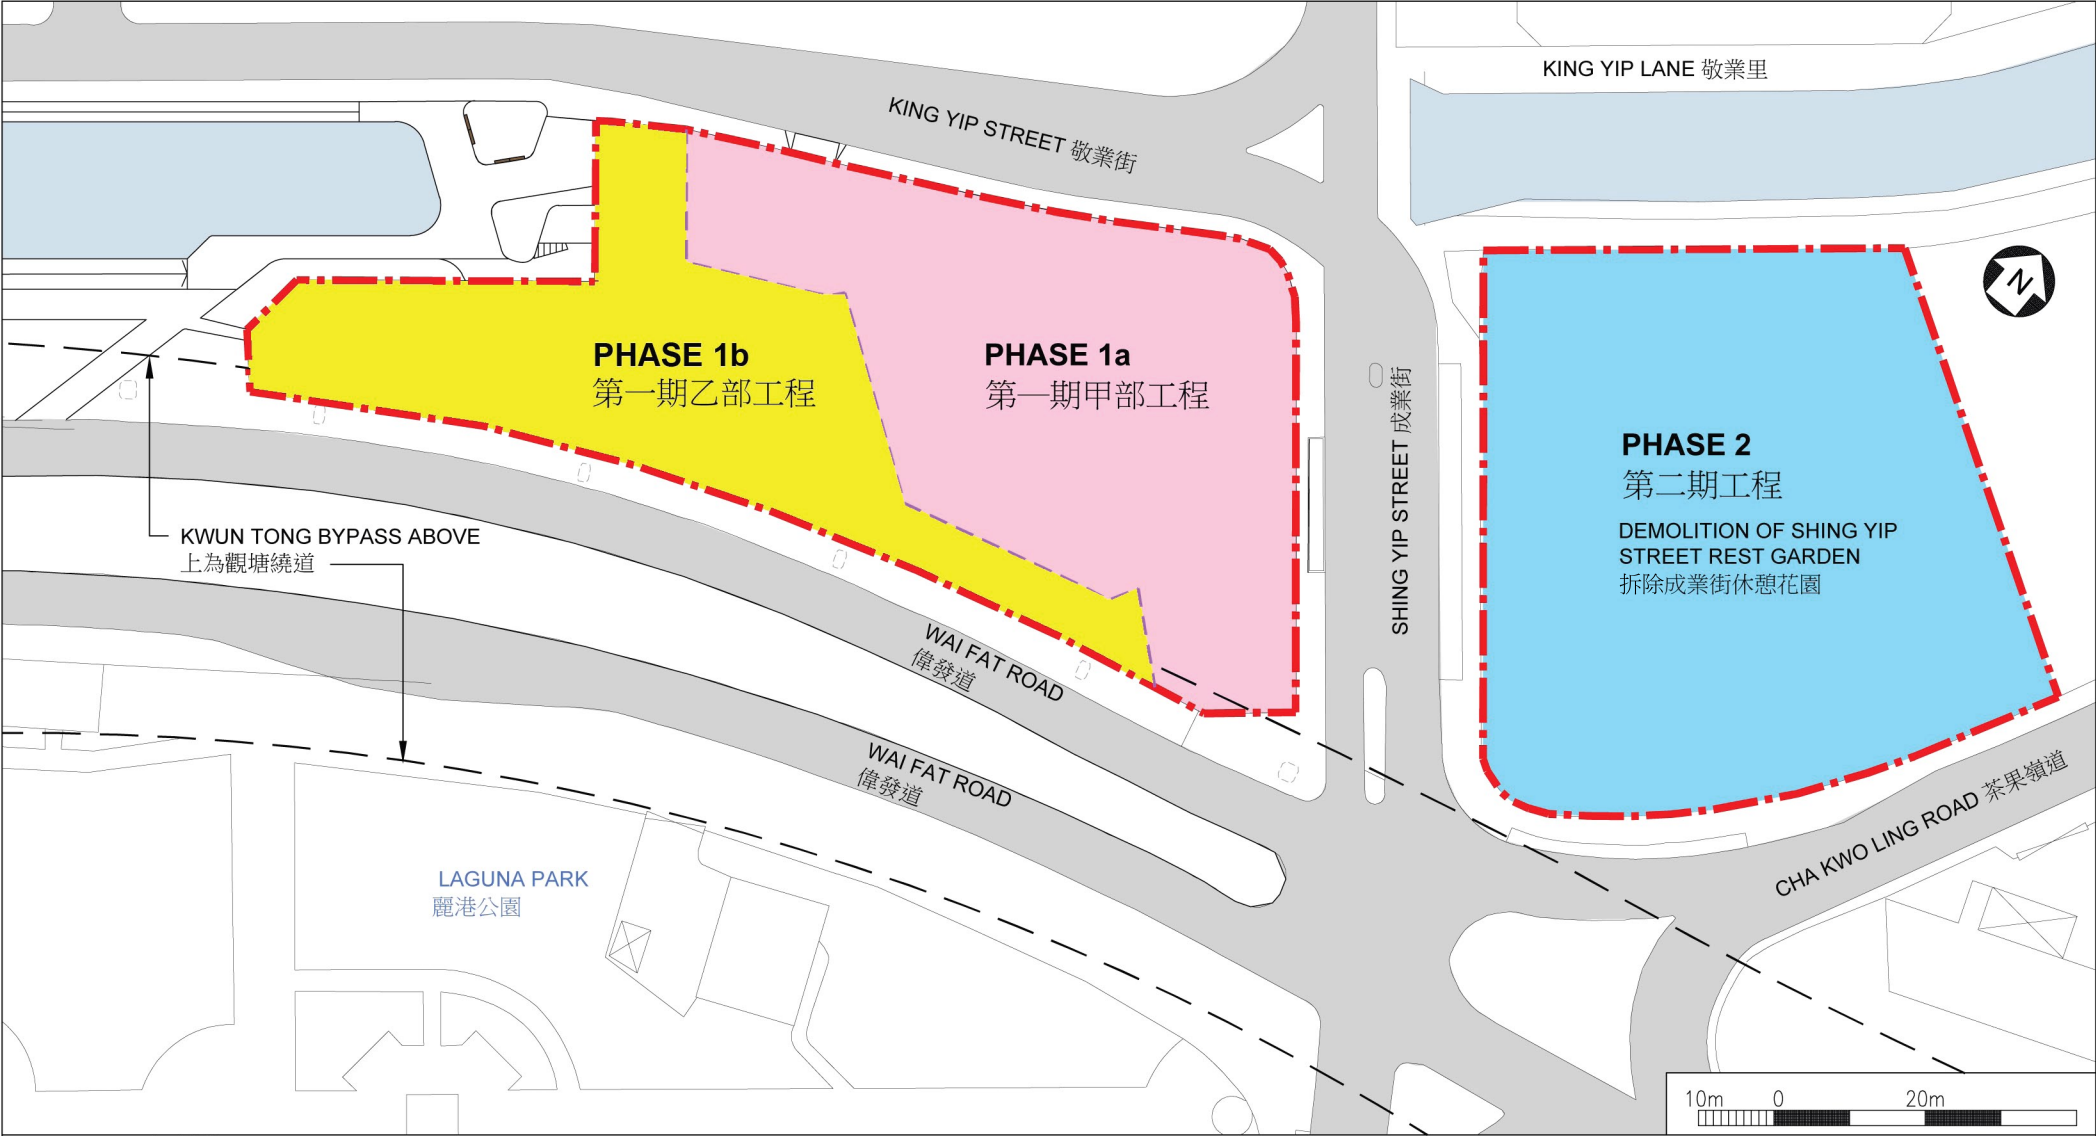 KING YIP LANE 敬業里
KING YIP STREET 敬業街
N
PHASE 1b
第一期乙部工程
PHASE 1a
第一期甲部工程
SHING YIP STREET 成業街
PHASE 2
第二期工程
DEMOLITION OF SHING YIP
STREET REST GARDEN
拆除成業街休憩花園
KWUN TONG BYPASS ABOVE
上為觀塘繞道
WAI FAT ROAD
偉發道
WAI FAT ROAD
偉發道
CHA KWO LING ROAD 茶果嶺道
LAGUNA PARK
麗港公園
10m 0 20m